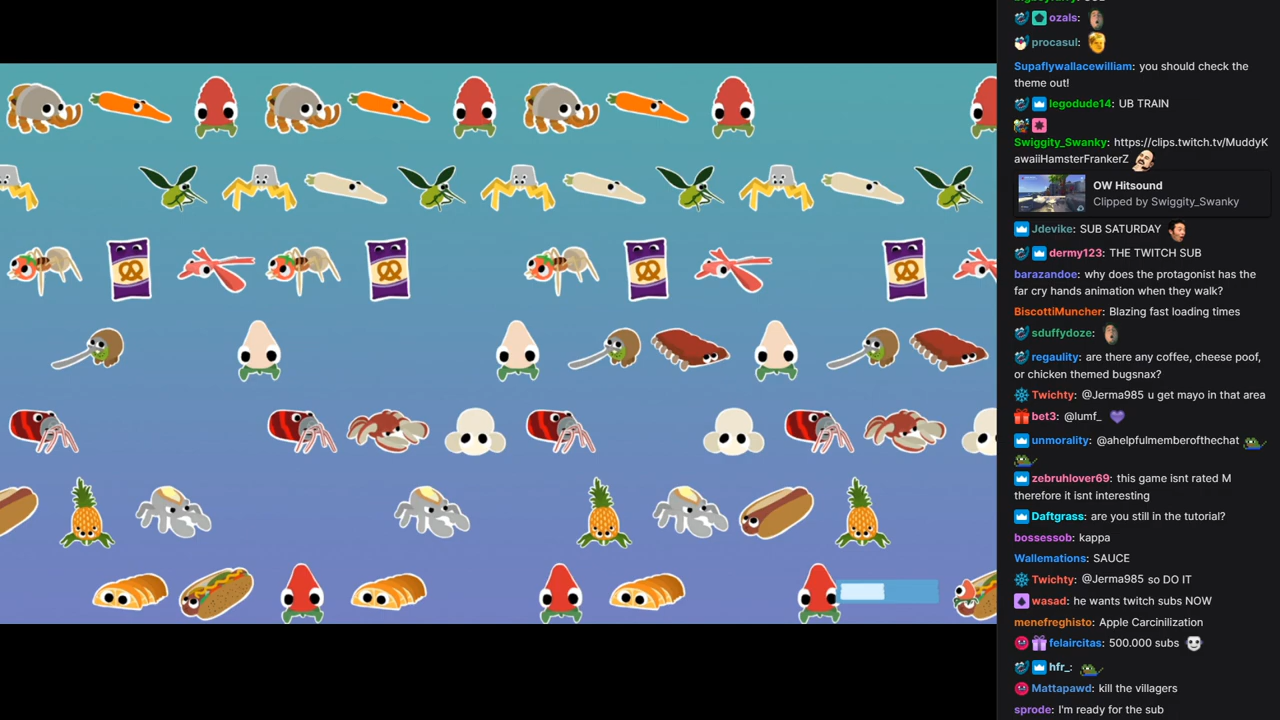 ozals:
procasul:
Supaflywallacewilliam: you should check the
theme out!
legodude14: UB TRAIN
Swiggity_Swanky: https://clips.twitch.tv/MuddyK
awaiiHamsterFrankerZ
OW Hitsound
Clipped by Swiggity_Swanky
Jdevike: SUB SATURDAY
dermy123: THE TWITCH SUB
barazandoe: why does the protagonist has the
far cry hands animation when they walk?
BiscottiMuncher: Blazing fast loading times
sduffydoze:
regaulity: are there any coffee, cheese poof,
or chicken themed bugsnax?
Twichty: @Jerma985 u get mayo in that area
bet3: @lumf_
unmorality: @ahelpfulmemberofthechat
zebruhlover69: this game isnt rated M
therefore it isnt interesting
Daftgrass: are you still in the tutorial?
bossessob: kappa
Wallemations: SAUCE
Twichty: @Jerma985 so DO IT
wasad: he wants twitch subs NOW
menefreghisto: Apple Carcinilization
felaircitas: 500.000 subs
hfr_:
Mattapawd: kill the villagers
sprode: I'm ready for the sub